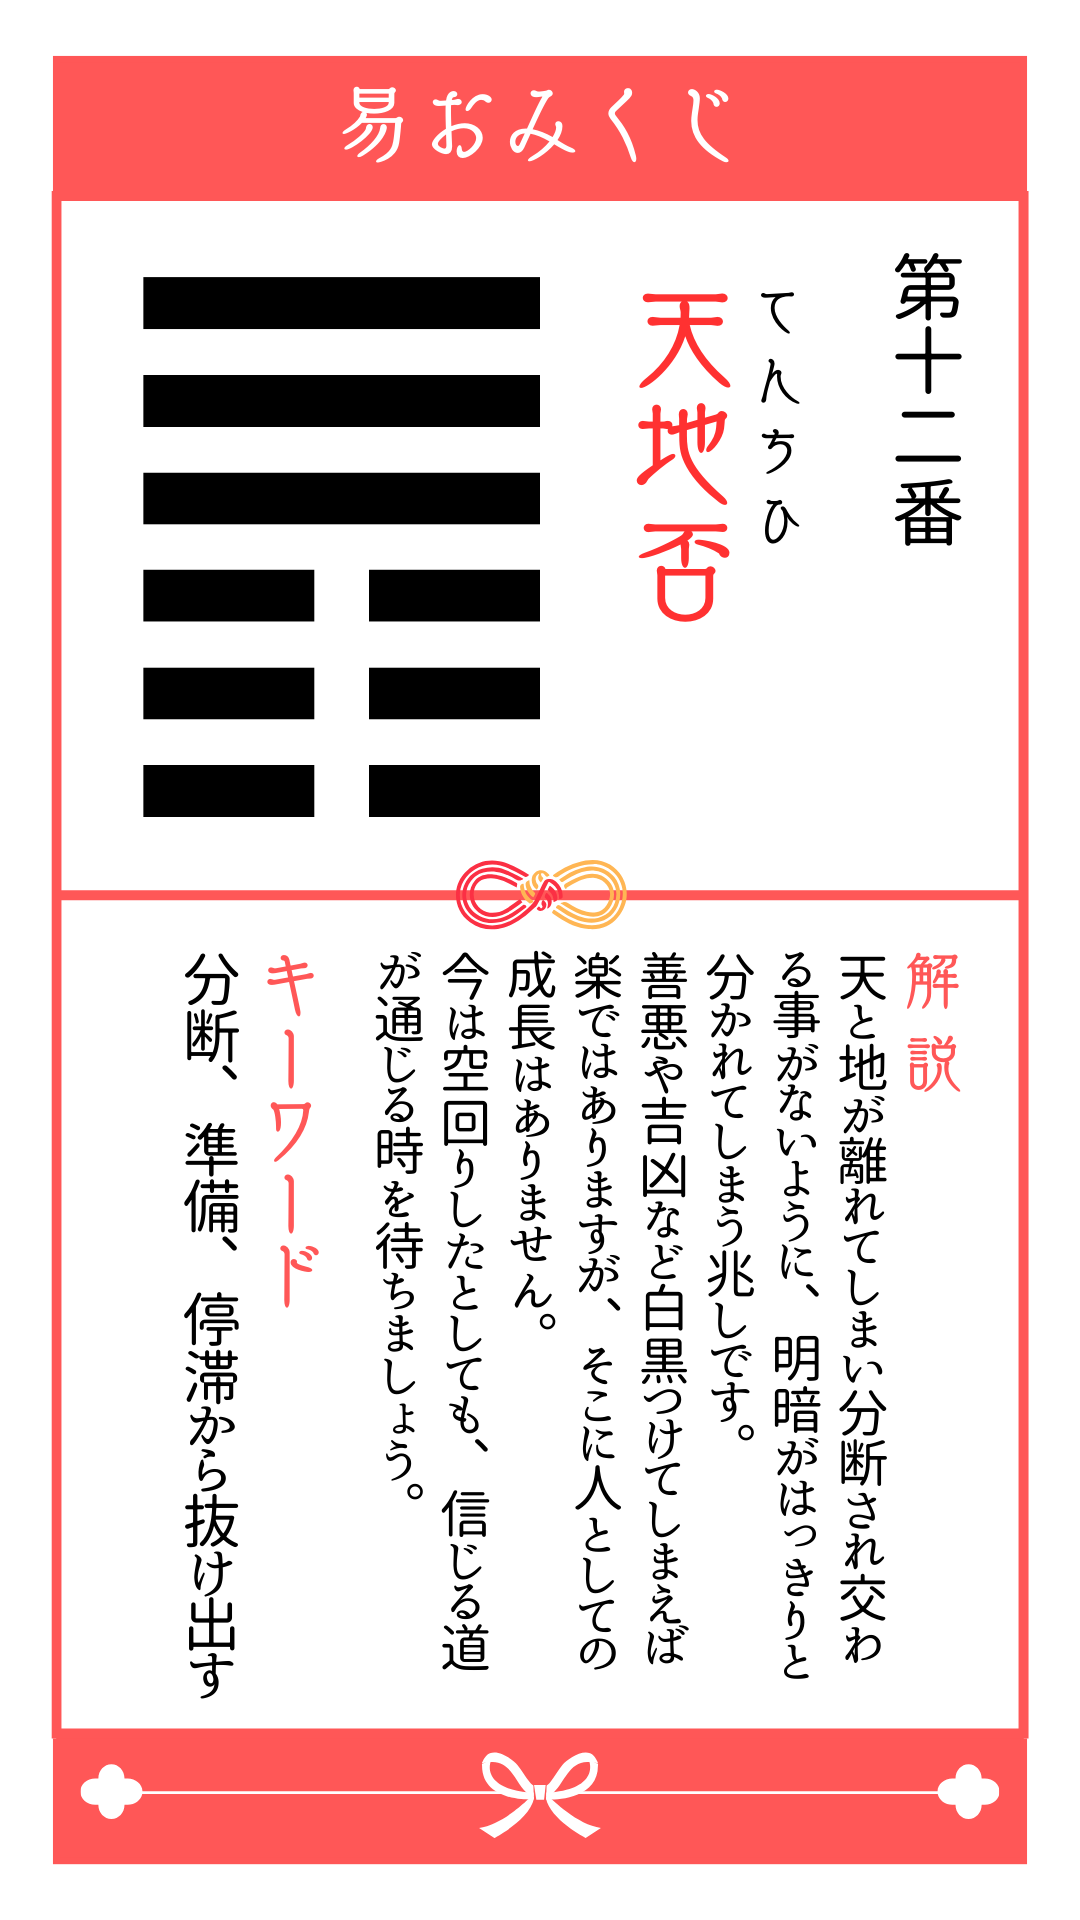 易おみくじ
第十二番
てんちひ
天地否
解説
天と地が離れてしまい分断され交わ
る事がないように、明暗がはっきりと
分かれてしまう兆しです。
善悪や吉凶など白黒つけてしまえば
楽ではありますが、そこに人としての
成長はありません。
今は空回りしたとしても、信じる道
が通じる時を待ちましょう。
キーワード
分断、準備、停滞から抜け出す